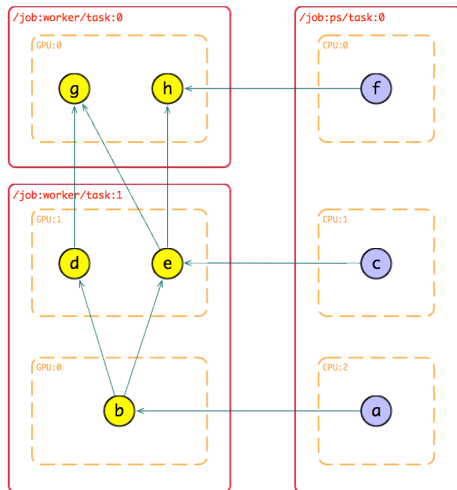 /job:worker/task:0
GPU:0
g
h
/job:ps/task:0
CPU:0
f
/job:worker/task:1
GPU:1
d
e
CPU:1
c
GPU:0
b
CPU:2
a